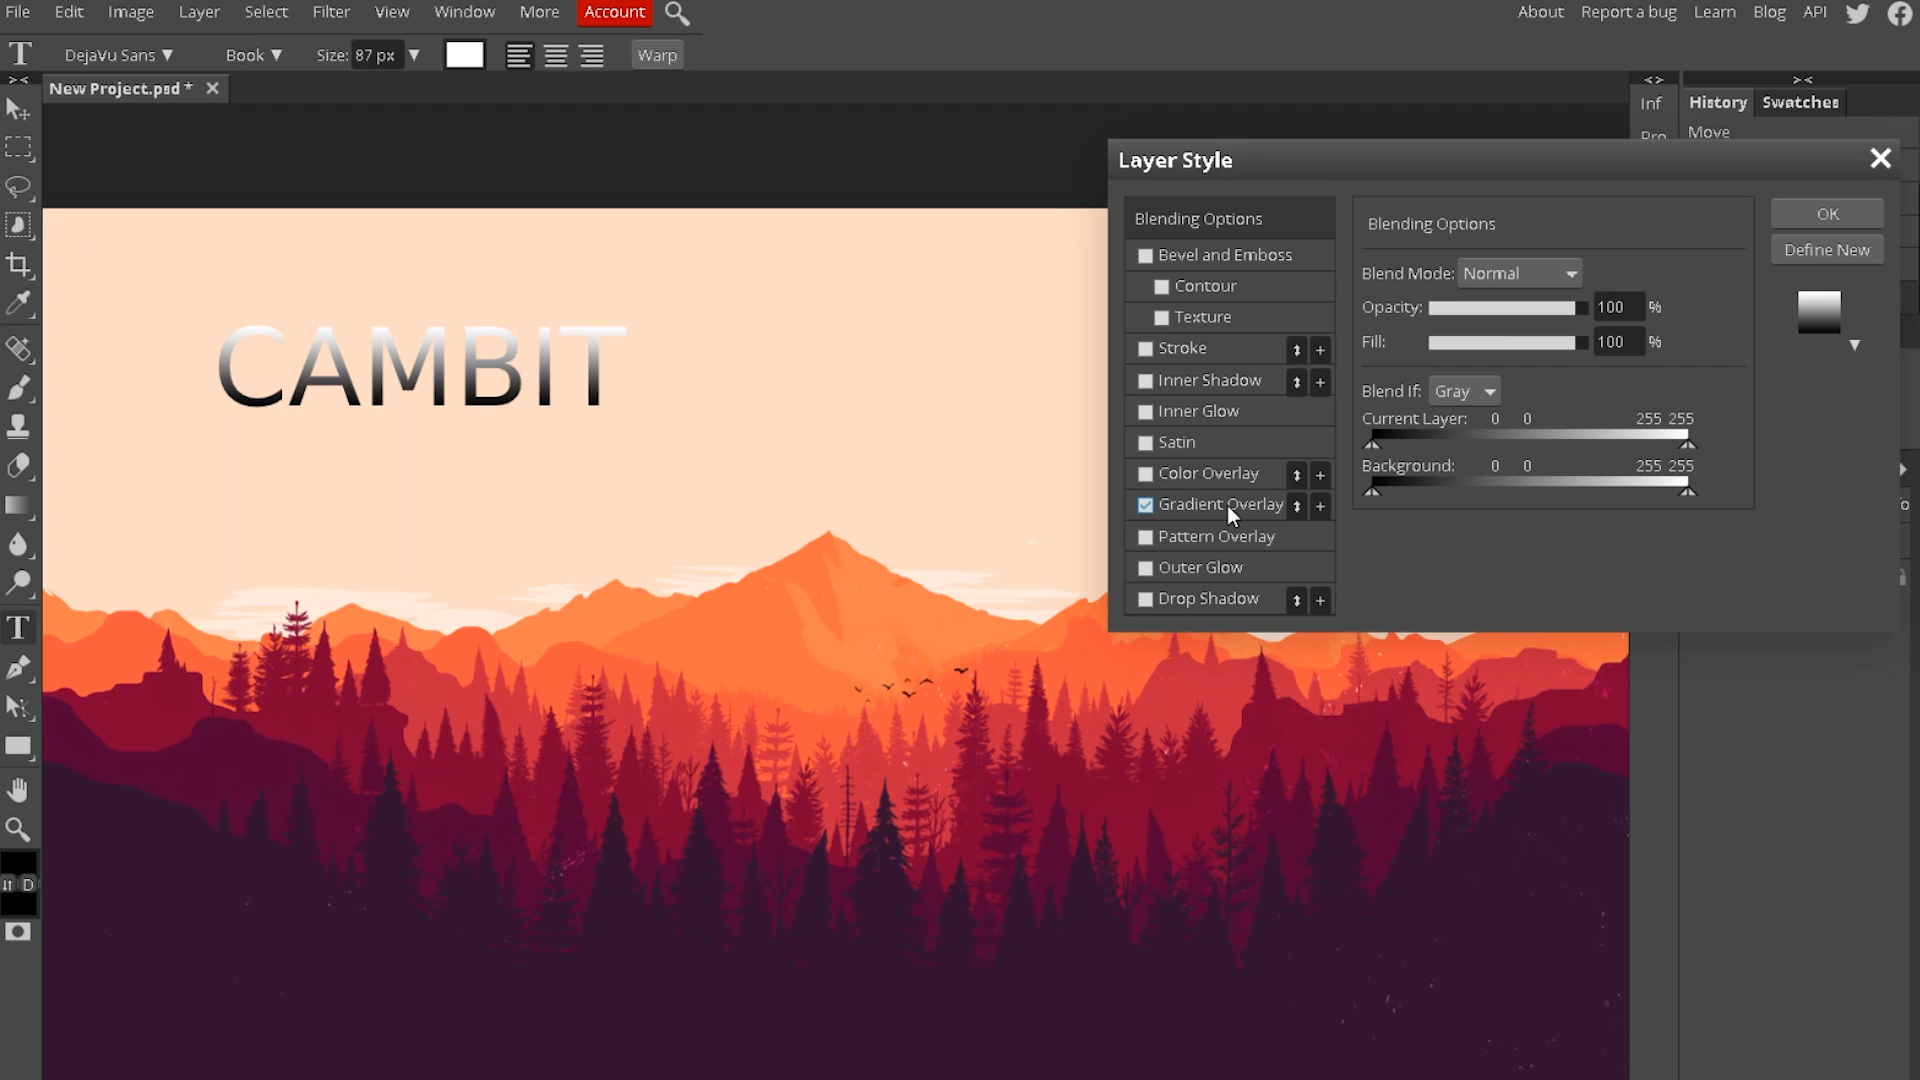 File Edit Image Layer Select Filter View Window More Account About Report a bug Learn Blog API
T DejaVu Sans ▼ Book ▼ Size: 87 px ▼ Warp
New Project.psd * ✕
Inf
History Swatches
Pro
Move
Layer Style
Blending Options
Bevel and Emboss
Contour
Texture
Stroke +
Inner Shadow +
Inner Glow
Satin
Color Overlay +
Gradient Overlay +
Pattern Overlay
Outer Glow
Drop Shadow +
Blending Options
Blend Mode: Normal
Opacity: 100 %
Fill: 100 %
Blend If: Gray
Current Layer: 0 0 255 255
Background: 0 0 255 255
OK
Define New
CAMBIT
T
D